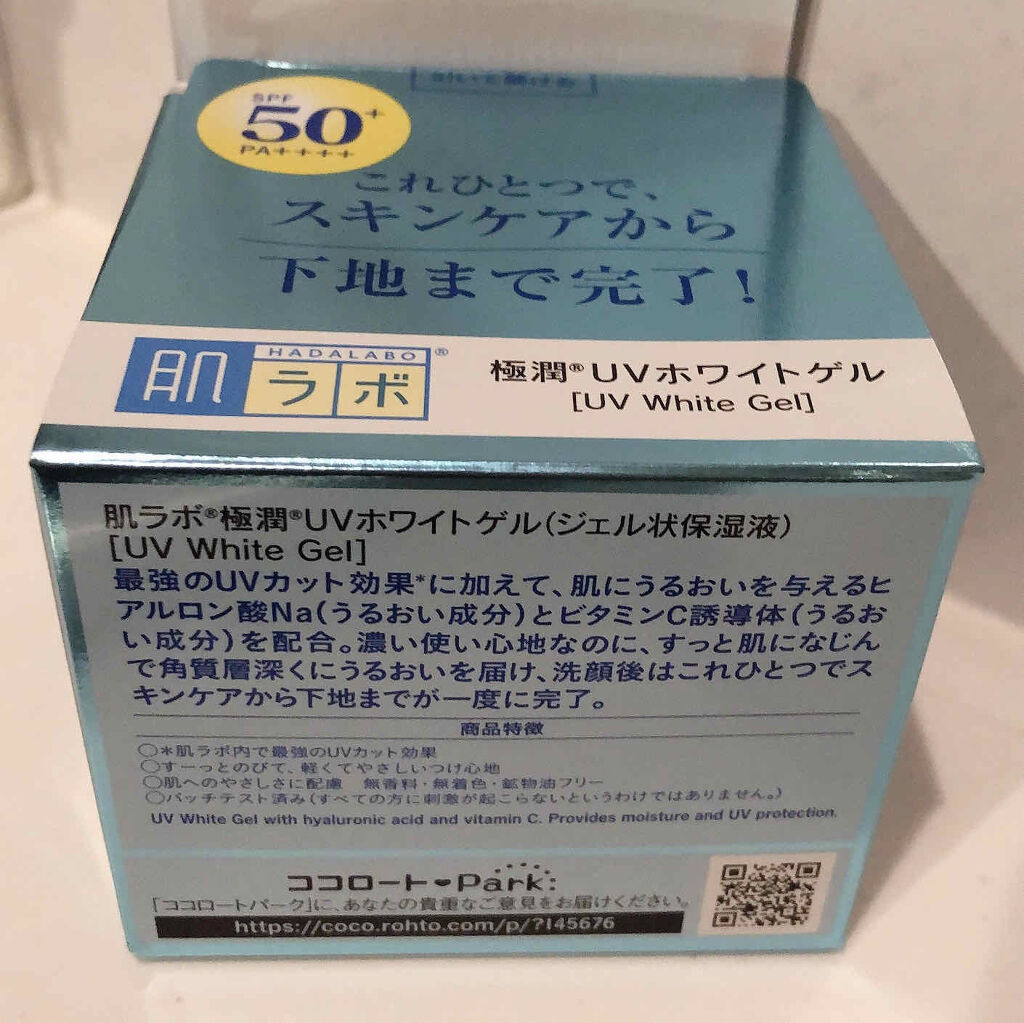 SPF
50+
PA++++
これひとつで、
スキンケアから
下地まで完了!
肌ラボ
HADALABO®
極潤®UVホワイトゲル
[UV White Gel]
肌ラボ®極潤®UVホワイトゲル(ジェル状保湿液)
[UV White Gel]
最強のUVカット効果*に加えて、肌にうるおいを与えるヒ
アルロン酸Na(うるおい成分)とビタミンC誘導体(うるお
い成分)を配合。濃い使い心地なのに、すっと肌になじん
で角質層深くにうるおいを届け、洗顔後はこれひとつでス
キンケアから下地までが一度に完了。
商品特徴
○*肌ラボ内で最強のUVカット効果
○すーっとのびて、軽くてやさしいつけ心地
○肌へのやさしさに配慮 無香料・無着色・鉱物油フリー
○パッチテスト済み(すべての方に刺激が起こらないというわけではありません。)
UV White Gel with hyaluronic acid and vitamin C. Provides moisture and UV protection.
ココロート♥Park:
「ココロートパーク」に、あなたの貴重なご意見をお届けください。
https://coco.rohto.com/p/?145676